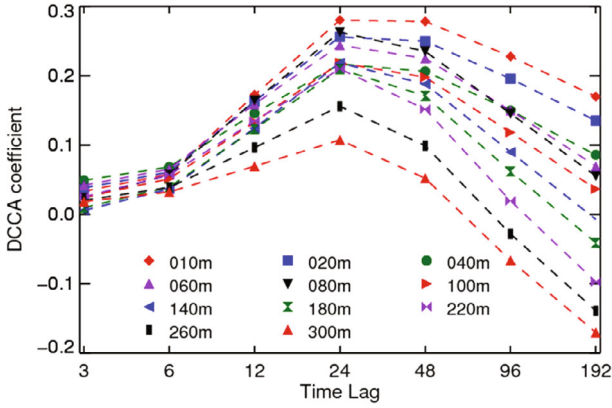 DCCA coefficient
0.3
0.2
0.1
0.0
−0.1
−0.2
010m 020m 040m
060m 080m 100m
140m 180m 220m
260m 300m
3 6 12 24 48 96 192
Time Lag